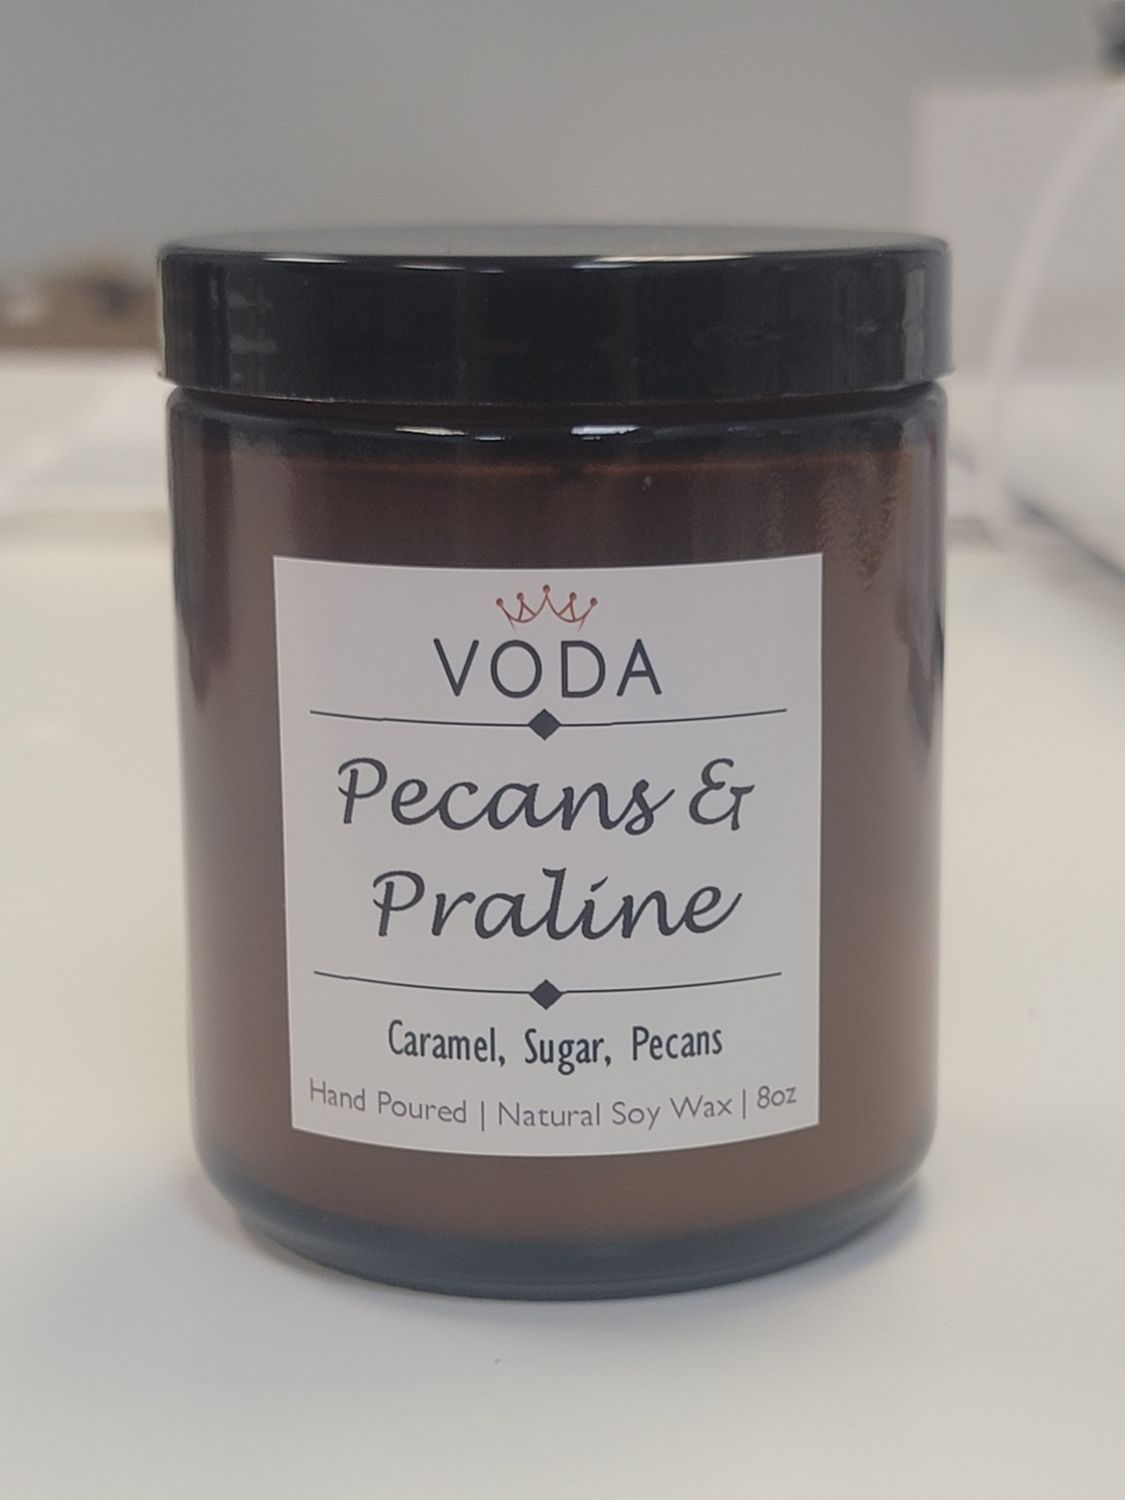 VODA
Pecans &
Praline
Caramel, Sugar, Pecans
Hand Poured | Natural Soy Wax | 8oz